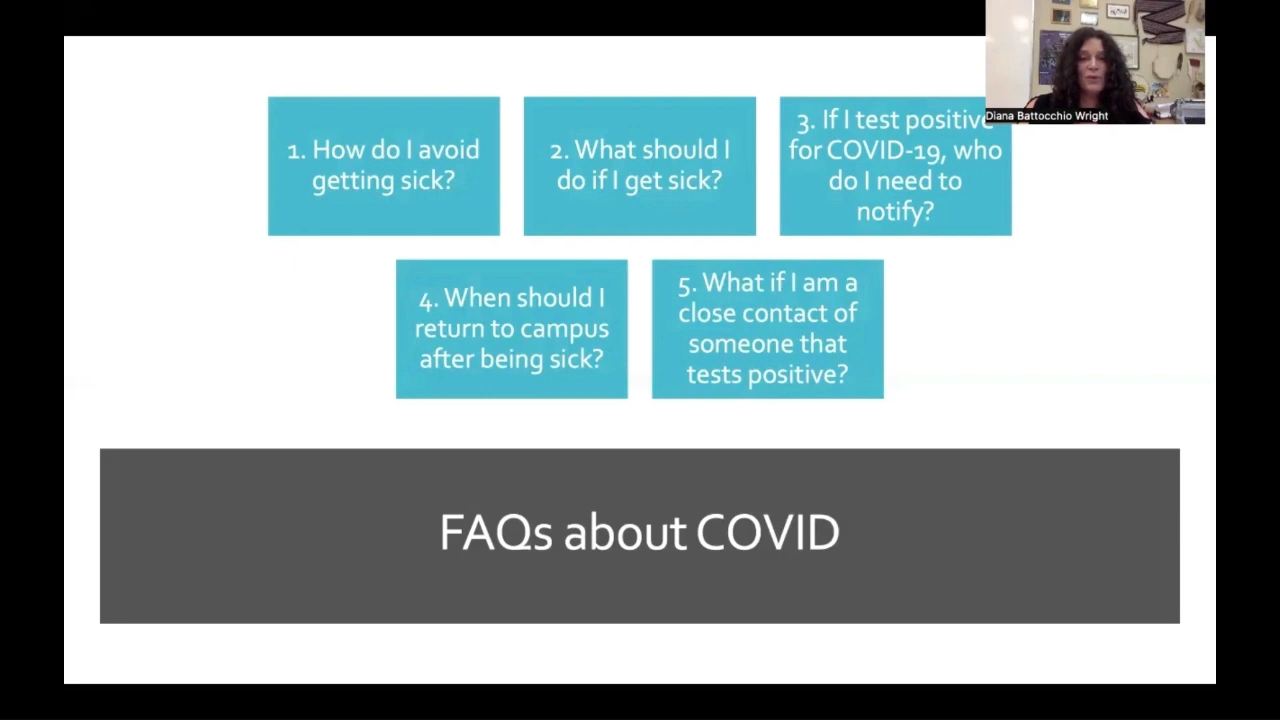 1. How do I avoid
getting sick?
2. What should I
do if I get sick?
3. If I test positive
for COVID-19, who
do I need to
notify?
4. When should I
return to campus
after being sick?
5. What if I am a
close contact of
someone that
tests positive?
FAQs about COVID
Diana Battocchio Wright